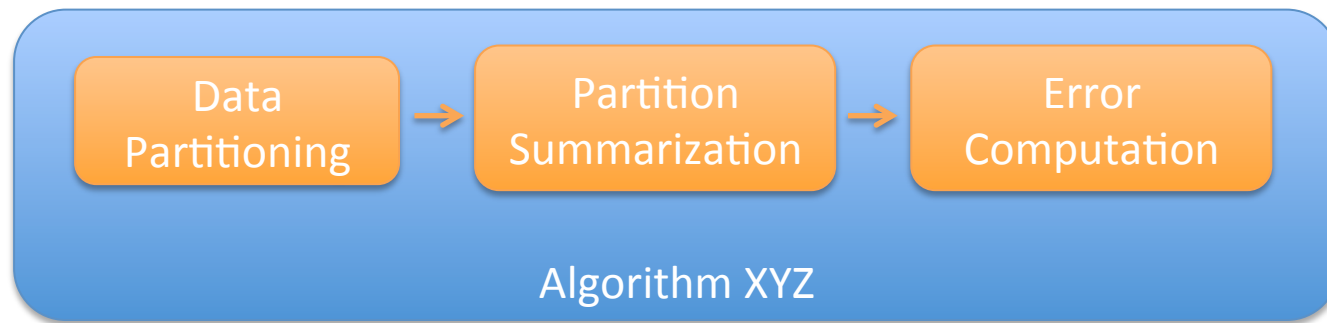 Data
Partitioning
Partition
Summarization
Error
Computation
Algorithm XYZ